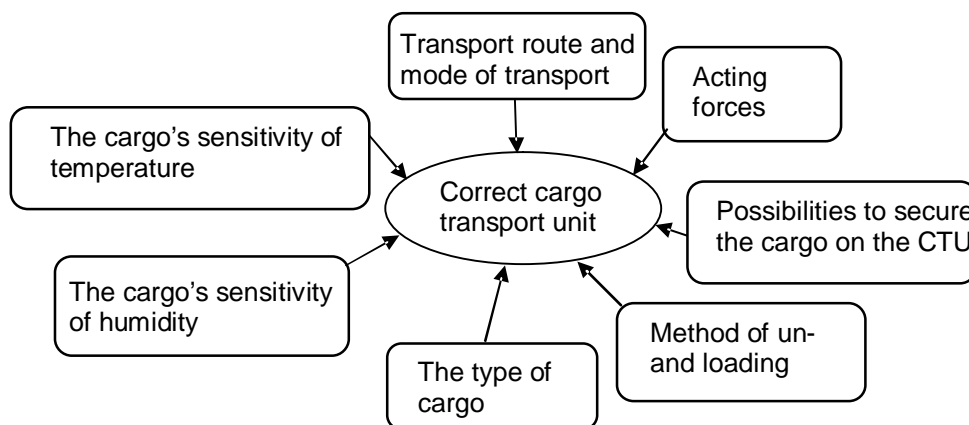 Transport route and
mode of transport
Acting
forces
The cargo's sensitivity of
temperature
Correct cargo
transport unit
Possibilities to secure
the cargo on the CTU
The cargo's sensitivity
of humidity
Method of un-
and loading
The type of
cargo